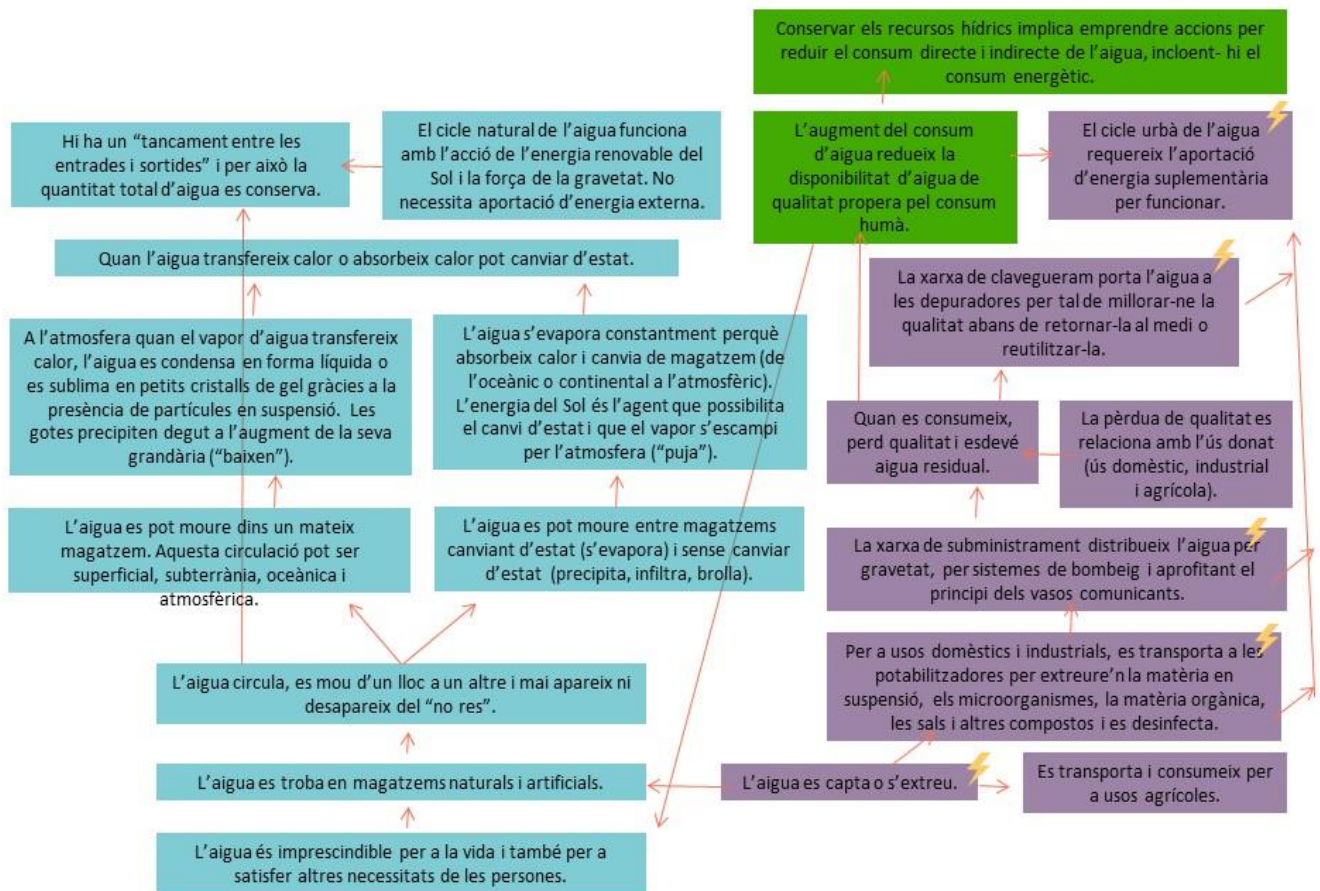 Conservar els recursos hídrics implica emprendre accions per
reduir el consum directe i indirecte de l'aigua, incloent- hi el
consum energètic.
Hi ha un "tancament entre les
entrades i sortides" i per això la
quantitat total d'aigua es conserva.
El cicle natural de l'aigua funciona
amb l'acció de l'energia renovable del
Sol i la força de la gravetat. No
necessita aportació d'energia externa.
L'augment del consum
d'aigua redueix la
disponibilitat d'aigua de
qualitat propera pel consum
humà.
El cicle urbà de l'aigua
requereix l'aportació
d'energia suplementària
per funcionar.
Quan l'aigua transfereix calor o absorbeix calor pot canviar d'estat.
La xarxa de clavegueram porta l'aigua a
les depuradores per tal de millorar-ne la
qualitat abans de retornar-la al medi o
reutilitzar-la.
A l'atmosfera quan el vapor d'aigua transfereix
calor, l'aigua es condensa en forma líquida o
es sublima en petits cristalls de gel gràcies a la
presència de partícules en suspensió. Les
gotes precipiten degut a l'augment de la seva
grandària ("baixen").
L'aigua s'evapora constantment perquè
absorbeix calor i canvia de magatzem (de
l'oceànic o continental a l'atmosfèric).
L'energia del Sol és l'agent que possibilita
el canvi d'estat i que el vapor s'escampi
per l'atmosfera ("puja").
Quan es consumeix,
perd qualitat i esdevé
aigua residual.
La pèrdua de qualitat es
relaciona amb l'ús donat
(ús domèstic, industrial
i agrícola).
L'aigua es pot moure dins un mateix
magatzem. Aquesta circulació pot ser
superficial, subterrània, oceànica i
atmosfèrica.
L'aigua es pot moure entre magatzems
canviant d'estat (s'evapora) i sense canviar
d'estat (precipita, infiltra, brolla).
La xarxa de subministrament distribueix l'aigua per
gravetat, per sistemes de bombeig i aprofitant el
principi dels vasos comunicants.
Per a usos domèstics i industrials, es transporta a les
potabilitzadores per extreure'n la matèria en
suspensió, els microorganismes, la matèria orgànica,
les sals i altres compostos i es desinfecta.
L'aigua circula, es mou d'un lloc a un altre i mai apareix ni
desapareix del "no res".
L'aigua es troba en magatzems naturals i artificials.
L'aigua es capta o s'extreu.
Es transporta i consumeix per
a usos agrícoles.
L'aigua és imprescindible per a la vida i també per a
satisfer altres necessitats de les persones.